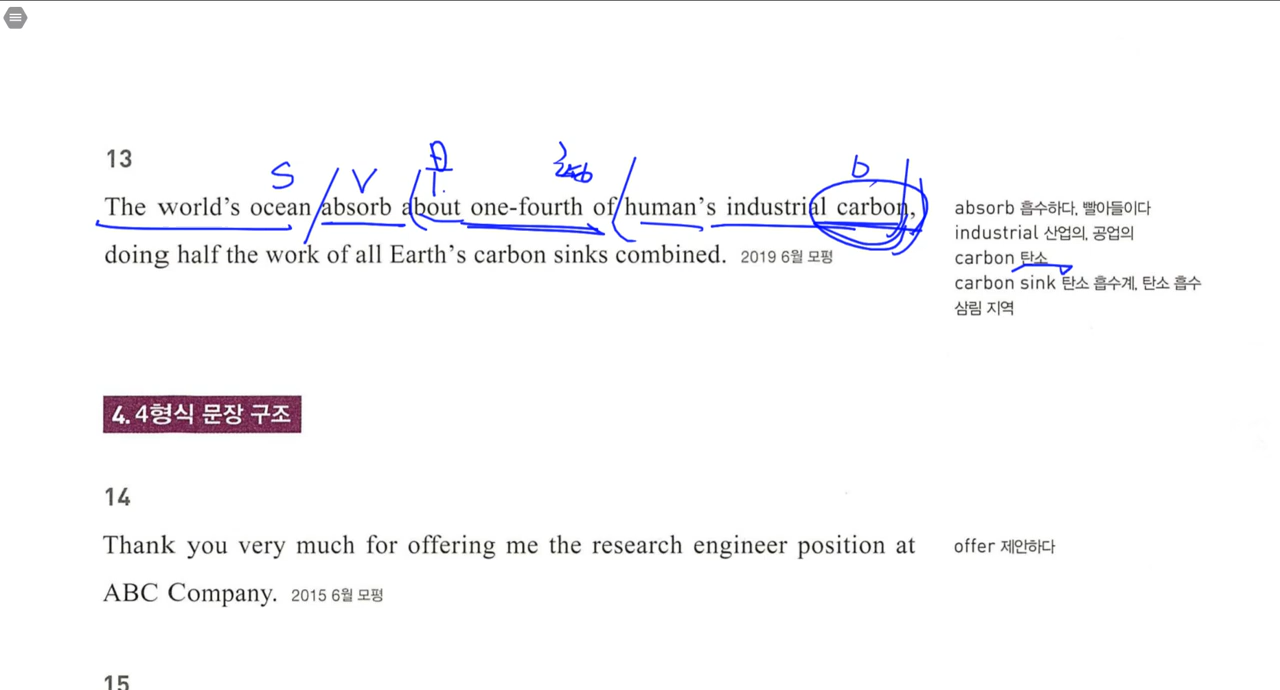 13
S V
The world's ocean absorb about one-fourth of human's industrial carbon,
doing half the work of all Earth's carbon sinks combined. 2019 6월 모평
absorb 흡수하다, 빨아들이다
industrial 산업의, 공업의
carbon 탄소
carbon sink 탄소 흡수계, 탄소 흡수
삼림 지역
4. 4형식 문장 구조
14
Thank you very much for offering me the research engineer position at
ABC Company. 2015 6월 모평
offer 제안하다
15